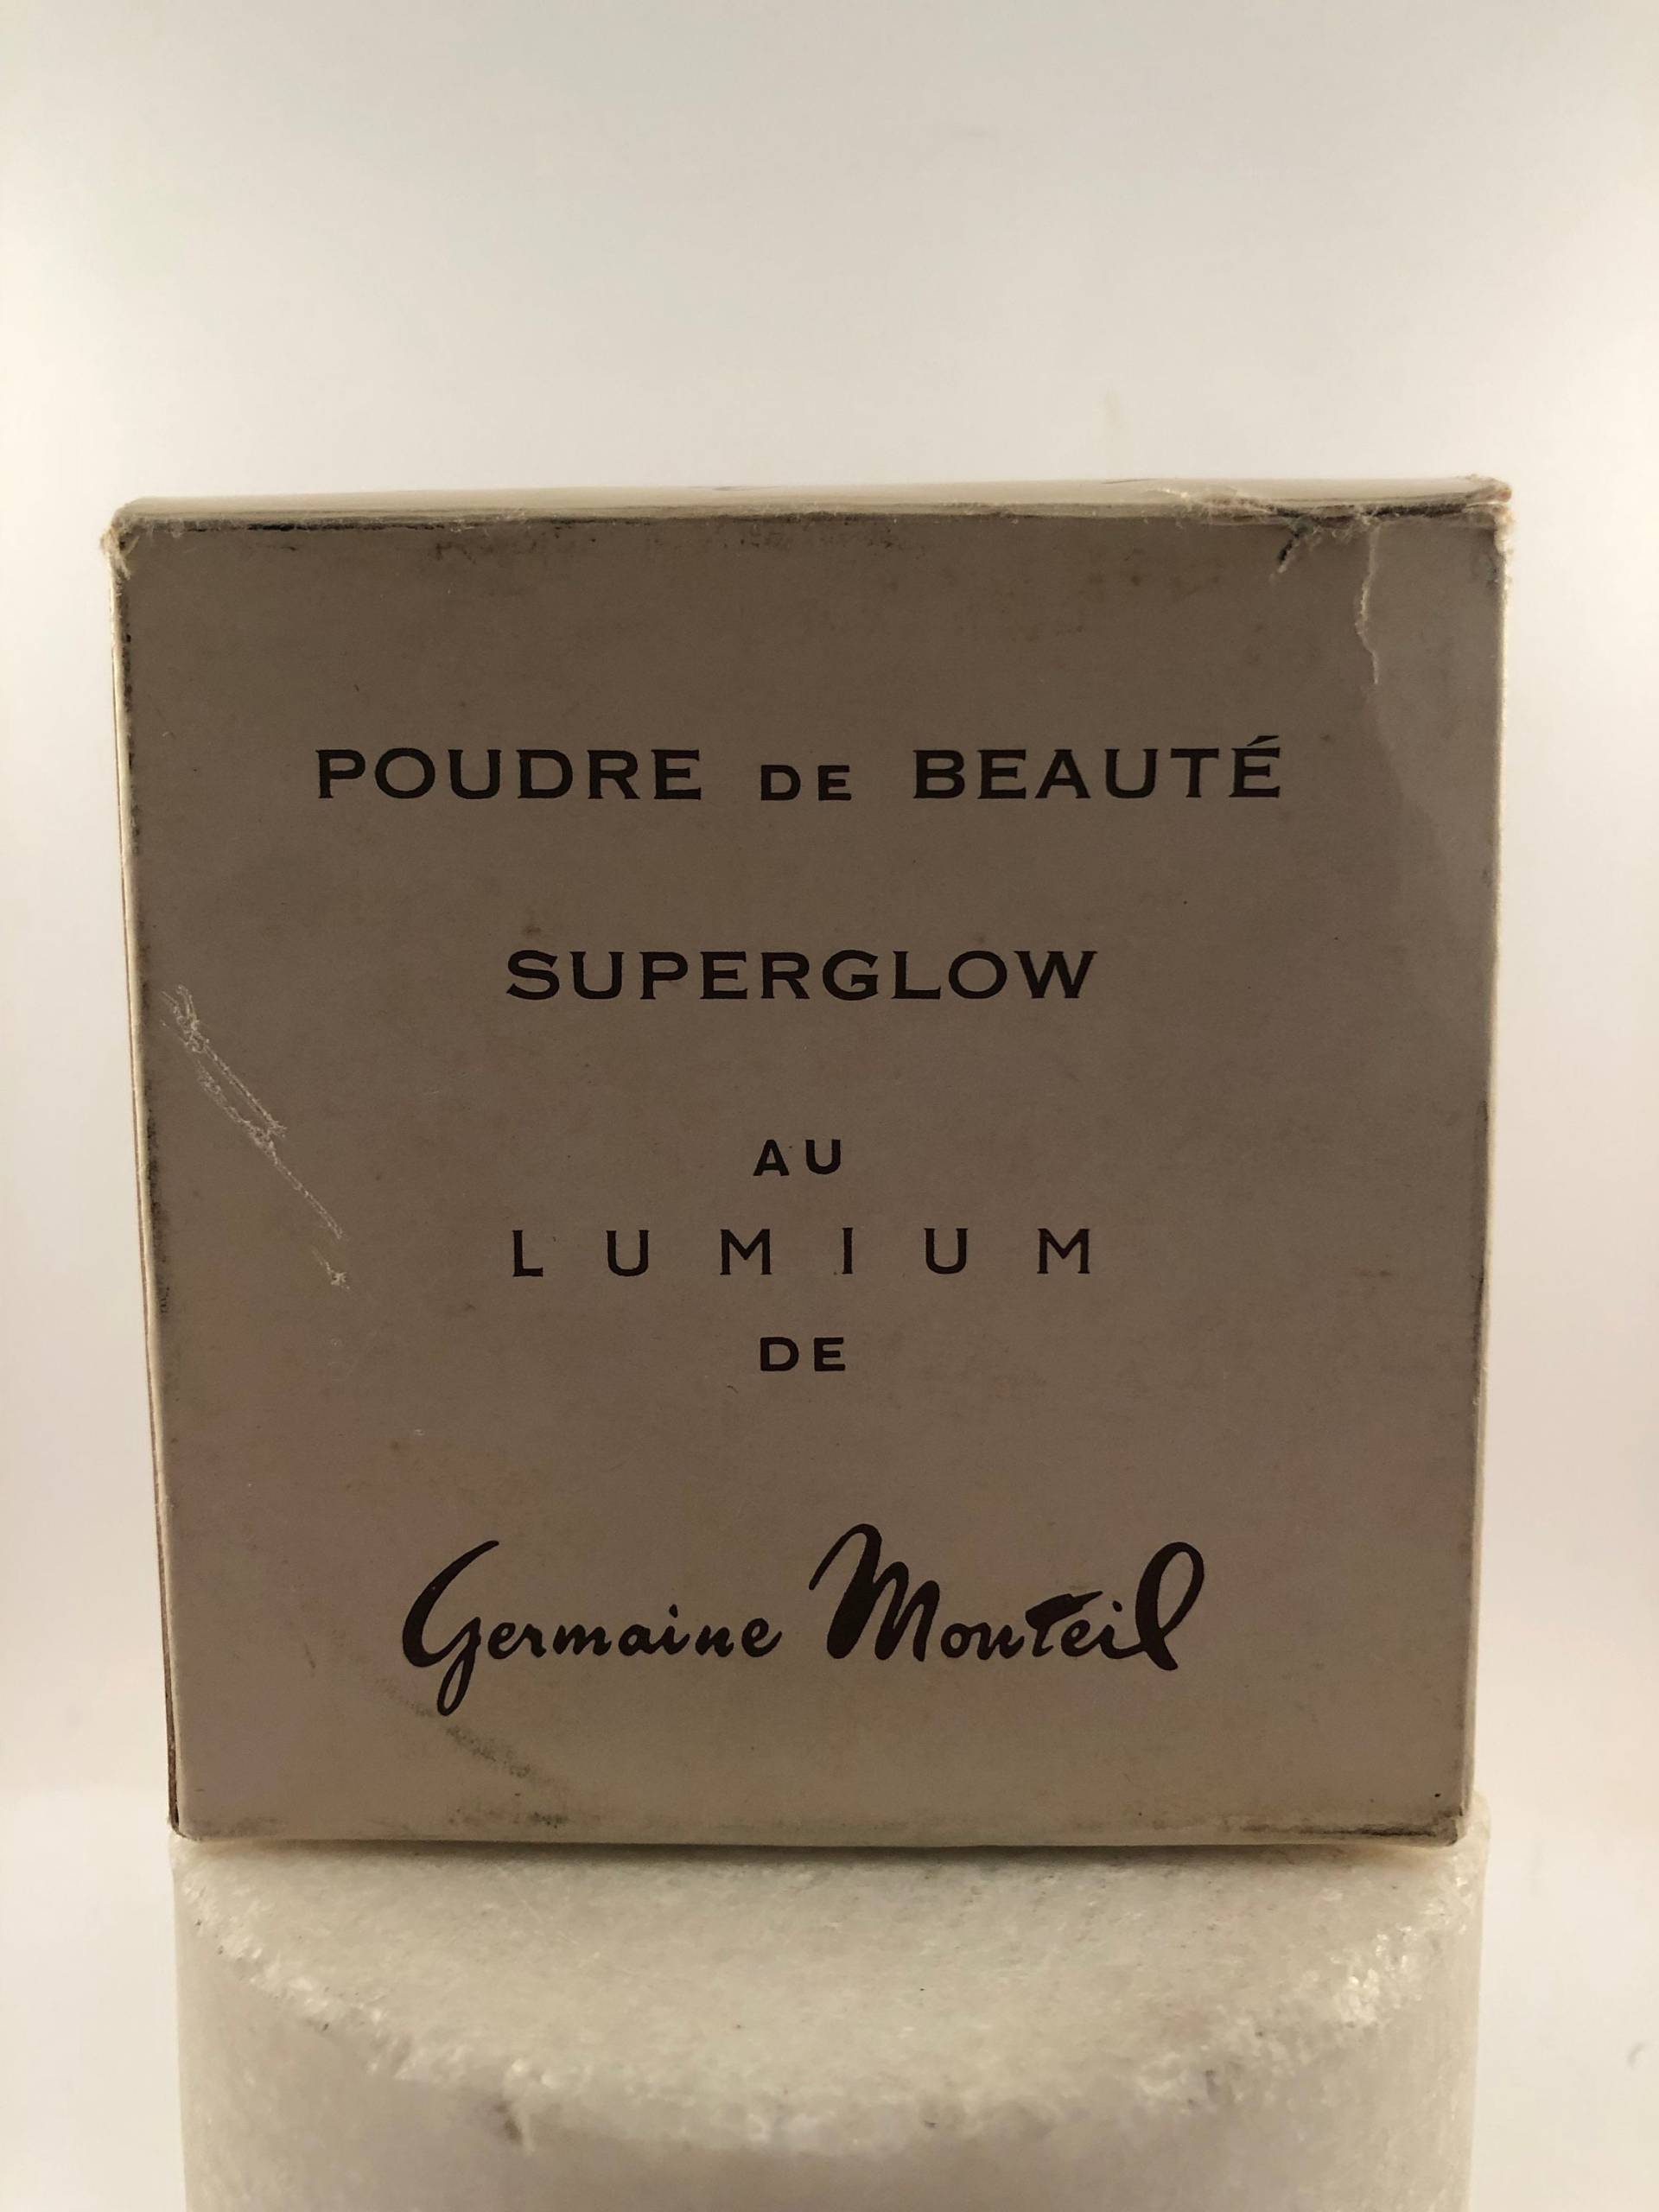 POUDRE DE BEAUTÉ
SUPERGLOW
AU
LUMIUM
DE
Germaine Monteil